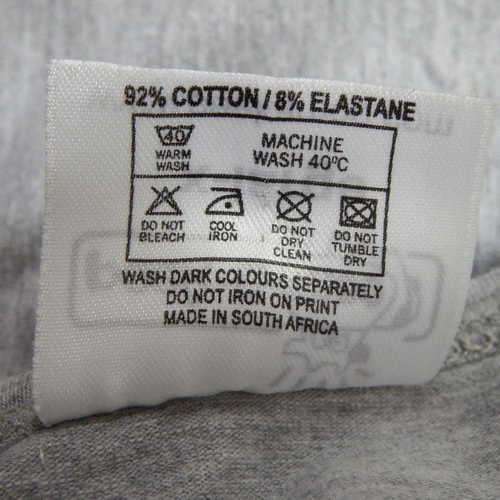 92% COTTON / 8% ELASTANE
40
WARM
WASH
MACHINE
WASH 40ºC
DO NOT
BLEACH
COOL
IRON
DO NOT
DRY
CLEAN
DO NOT
TUMBLE
DRY
WASH DARK COLOURS SEPARATELY
DO NOT IRON ON PRINT
MADE IN SOUTH AFRICA